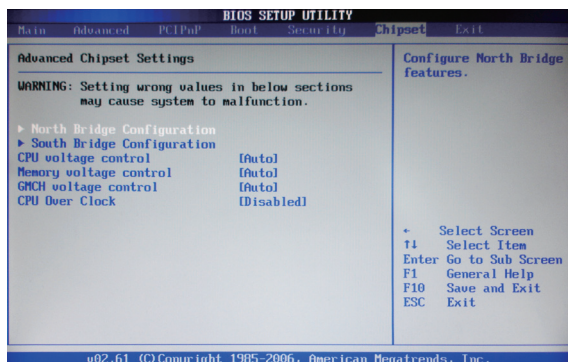 BIOS SETUP UTILITY
Main Advanced PCIPnP Boot Security Chipset Exit
Advanced Chipset Settings
WARNING: Setting wrong values in below sections
may cause system to malfunction.
▶ North Bridge Configuration
▶ South Bridge Configuration
CPU voltage control [Auto]
Memory voltage control [Auto]
GMCH voltage control [Auto]
CPU Over Clock [Disabled]
Configure North Bridge
features.
← Select Screen
↑↓ Select Item
Enter Go to Sub Screen
F1 General Help
F10 Save and Exit
ESC Exit
v02.61 (C)Copyright 1985-2006, American Megatrends, Inc.